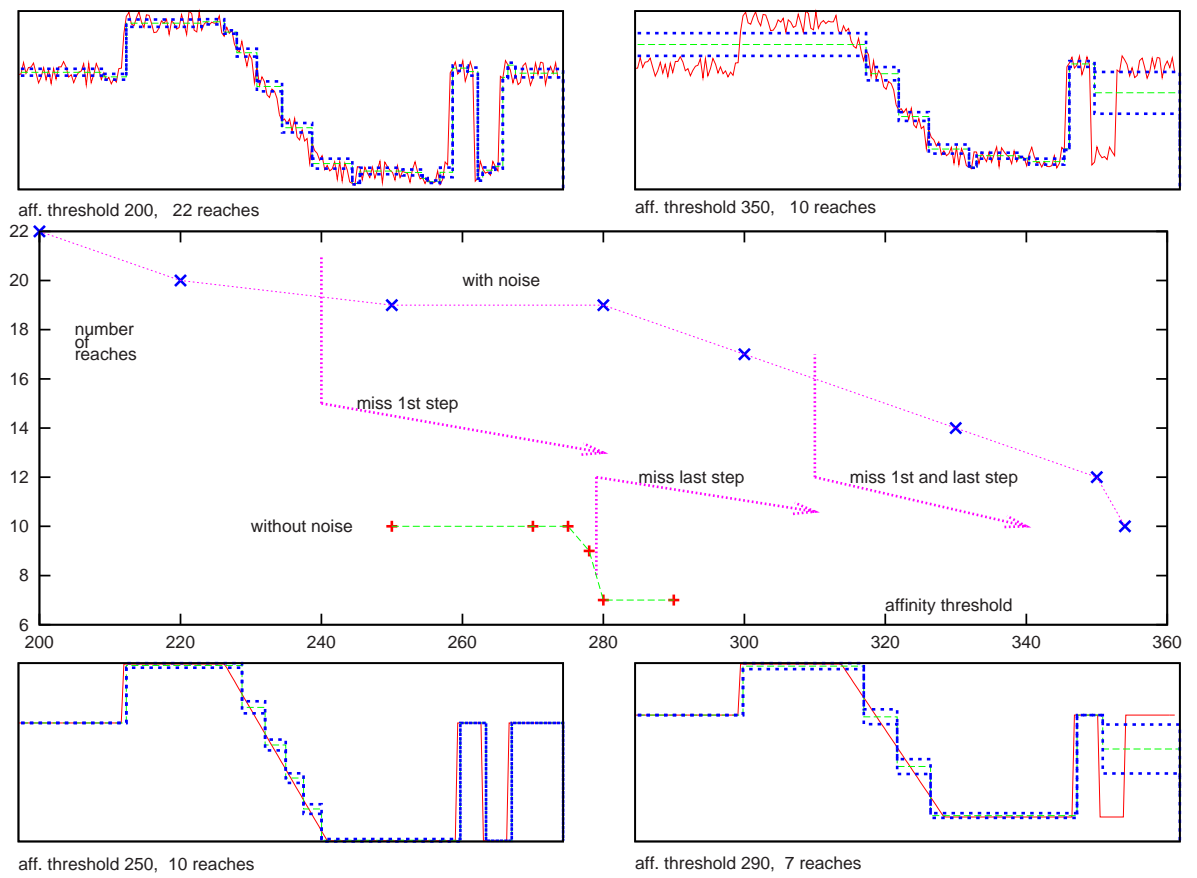 aff. threshold 200, 22 reaches
aff. threshold 350, 10 reaches
22
20
18
16
14
12
10
8
6
with noise
number
of
reaches
miss 1st step
miss last step
miss 1st and last step
without noise
affinity threshold
200 220 240 260 280 300 320 340 360
aff. threshold 250, 10 reaches
aff. threshold 290, 7 reaches